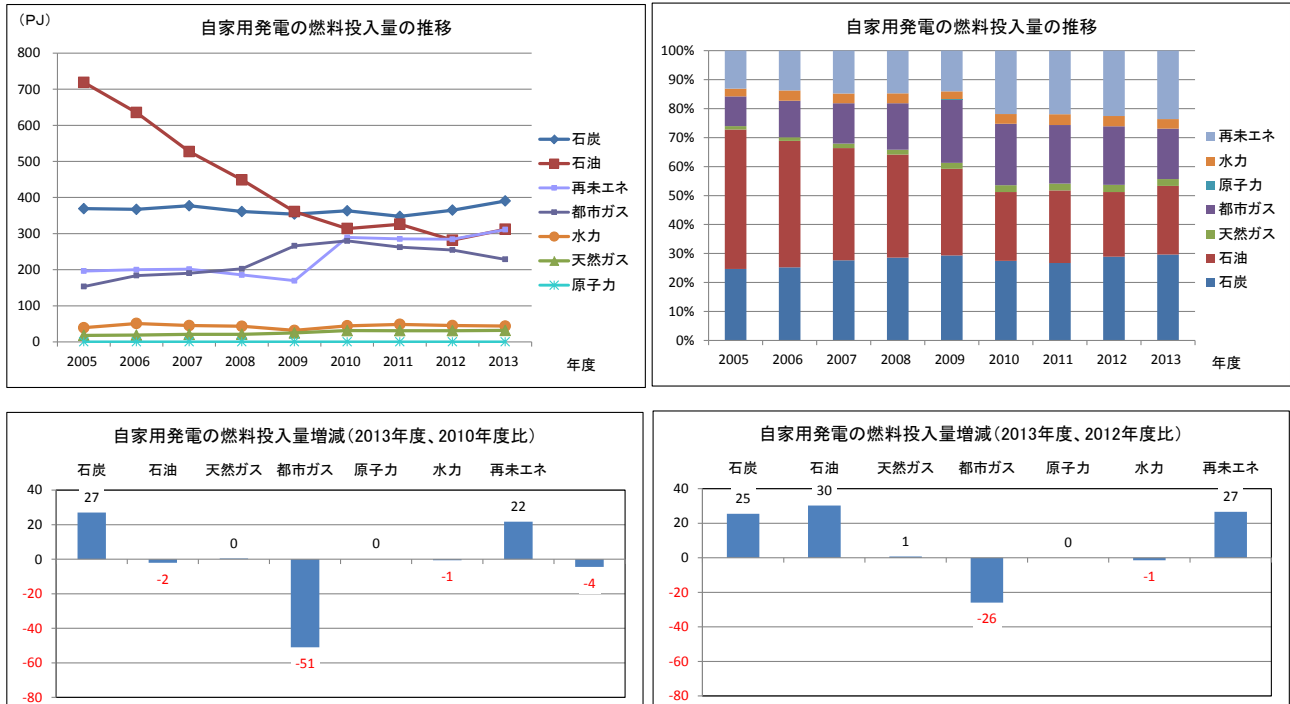 (PJ)
自家用発電の燃料投入量の推移
800
700
600
500
400
300
200
100
0
2005 2006 2007 2008 2009 2010 2011 2012 2013
年度
石炭
石油
再未エネ
都市ガス
水力
天然ガス
原子力
自家用発電の燃料投入量の推移
100%
90%
80%
70%
60%
50%
40%
30%
20%
10%
0%
2005 2006 2007 2008 2009 2010 2011 2012 2013
年度
再未エネ
水力
原子力
都市ガス
天然ガス
石油
石炭
自家用発電の燃料投入量増減(2013年度、2010年度比)
石炭 石油 天然ガス 都市ガス 原子力 水力 再未エネ
40
20
0
-20
-40
-60
-80
27 -2 0 -51 0 -1 22 -4
自家用発電の燃料投入量増減(2013年度、2012年度比)
石炭 石油 天然ガス 都市ガス 原子力 水力 再未エネ
40
20
0
-20
-40
-60
-80
25 30 1 -26 0 -1 27